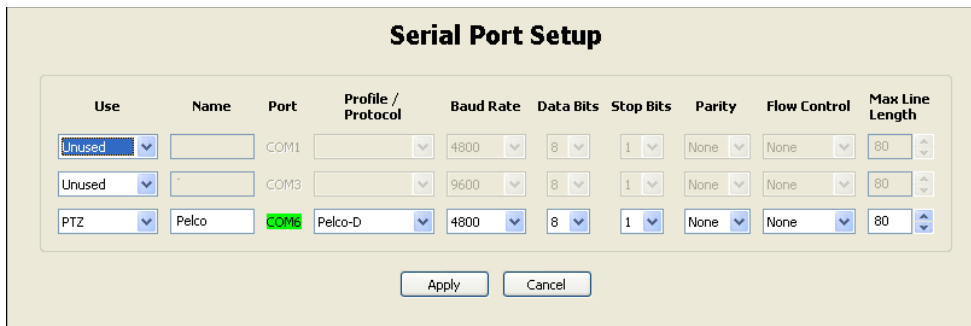 Serial Port Setup
Use Name Port Profile / Protocol Baud Rate Data Bits Stop Bits Parity Flow Control Max Line Length
Unused COM1 4800 8 1 None None 80
Unused COM3 9600 8 1 None None 80
PTZ Pelco COM6 Pelco-D 4800 8 1 None None 80
Apply Cancel